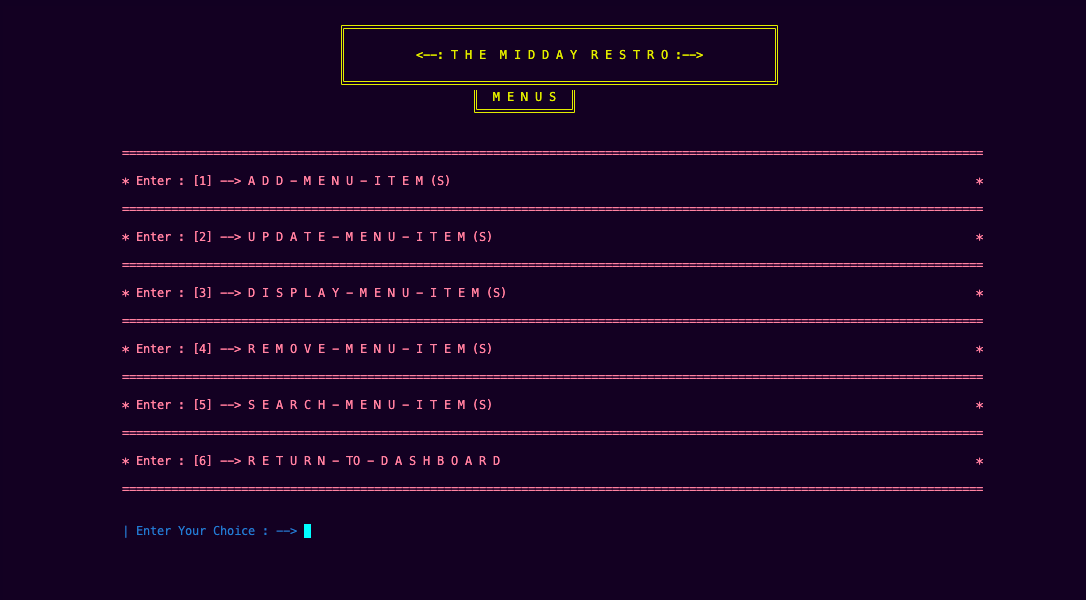 <--: T H E  M I D D A Y  R E S T R O :-->
M E N U S
* Enter : [1] --> A D D - M E N U - I T E M (S) *
* Enter : [2] --> U P D A T E - M E N U - I T E M (S) *
* Enter : [3] --> D I S P L A Y - M E N U - I T E M (S) *
* Enter : [4] --> R E M O V E - M E N U - I T E M (S) *
* Enter : [5] --> S E A R C H - M E N U - I T E M (S) *
* Enter : [6] --> R E T U R N - TO - D A S H B O A R D *
| Enter Your Choice : -->